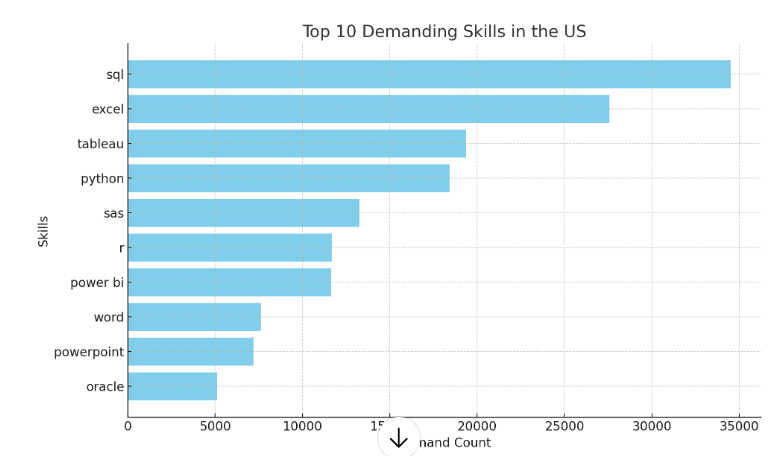 Top 10 Demanding Skills in the US
Skills
sql
excel
tableau
python
sas
r
power bi
word
powerpoint
oracle
0 5000 10000 20000 25000 30000 35000
Count